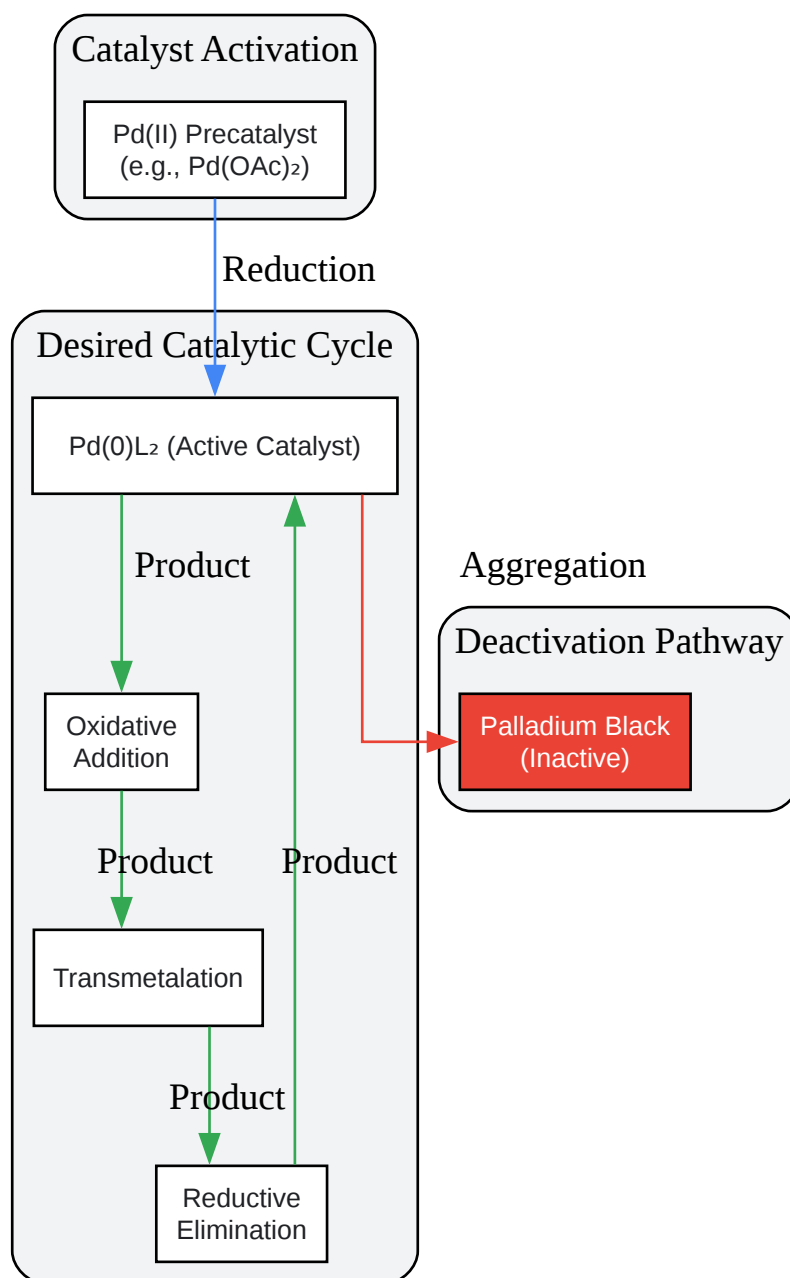 Catalyst Activation
Pd(II) Precatalyst
(e.g., Pd(OAc)₂)
Reduction
Desired Catalytic Cycle
Pd(0)L₂ (Active Catalyst)
Product
Aggregation
Deactivation Pathway
Oxidative
Addition
Palladium Black
(Inactive)
Product
Product
Transmetalation
Product
Reductive
Elimination